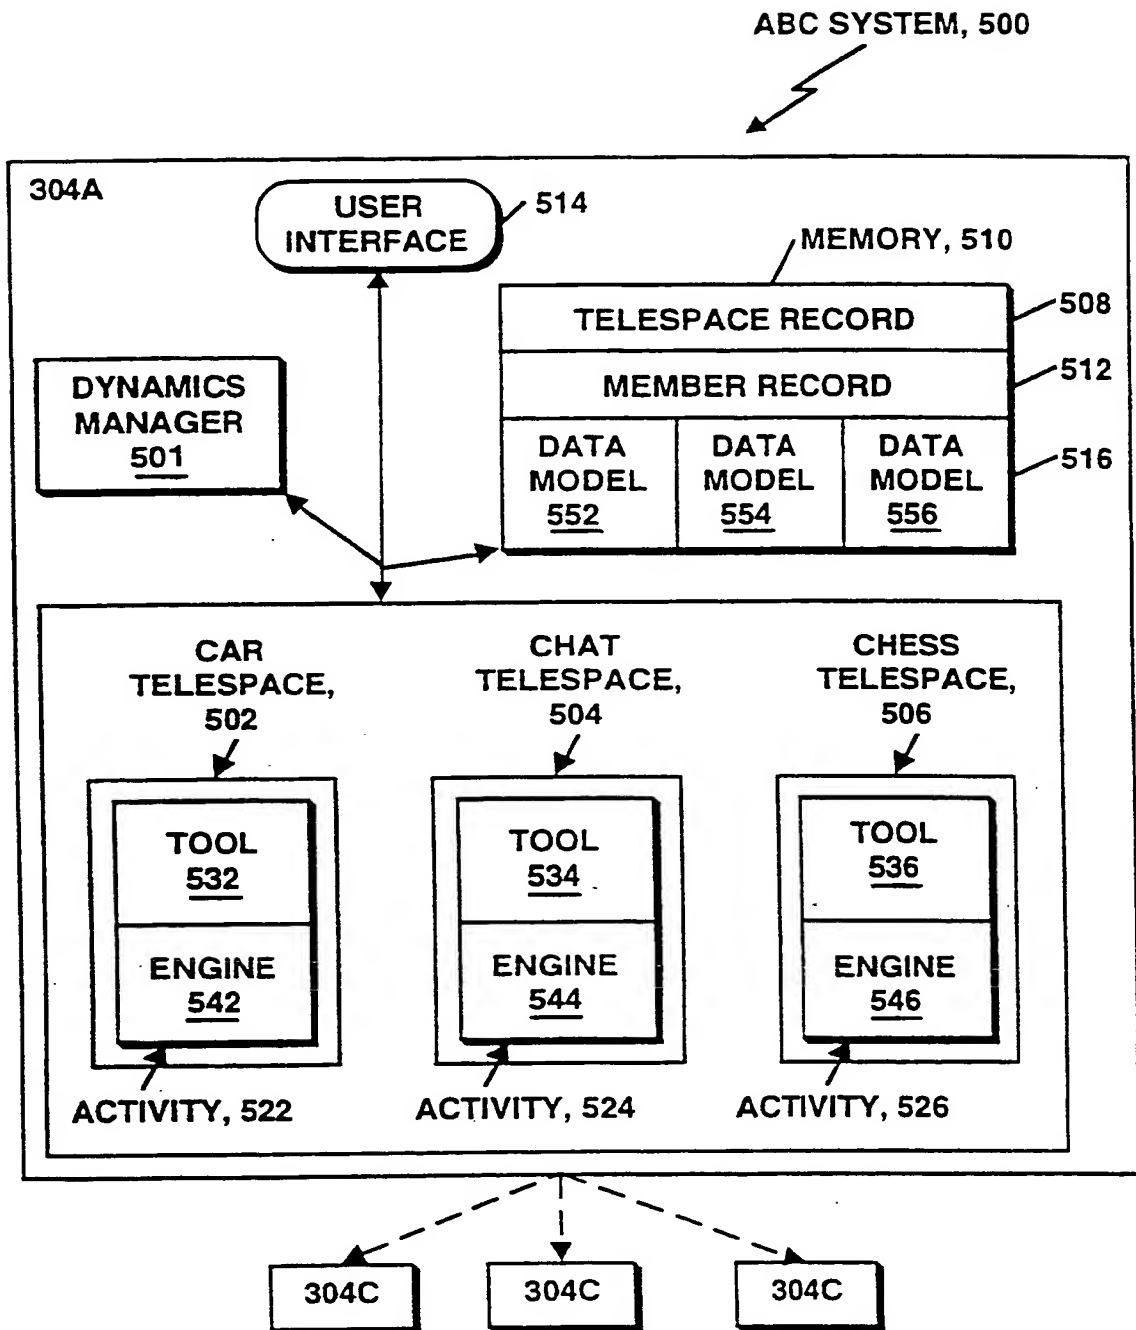 ABC SYSTEM, 500
304A
USER
INTERFACE
514
MEMORY, 510
TELESPACE RECORD
508
MEMBER RECORD
512
DYNAMICS
MANAGER
501
DATA
MODEL
552
DATA
MODEL
554
DATA
MODEL
556
516
CAR
TELESPACE,
502
CHAT
TELESPACE,
504
CHESS
TELESPACE,
506
TOOL
532
ENGINE
542
TOOL
534
ENGINE
544
TOOL
536
ENGINE
546
ACTIVITY, 522
ACTIVITY, 524
ACTIVITY, 526
304C
304C
304C